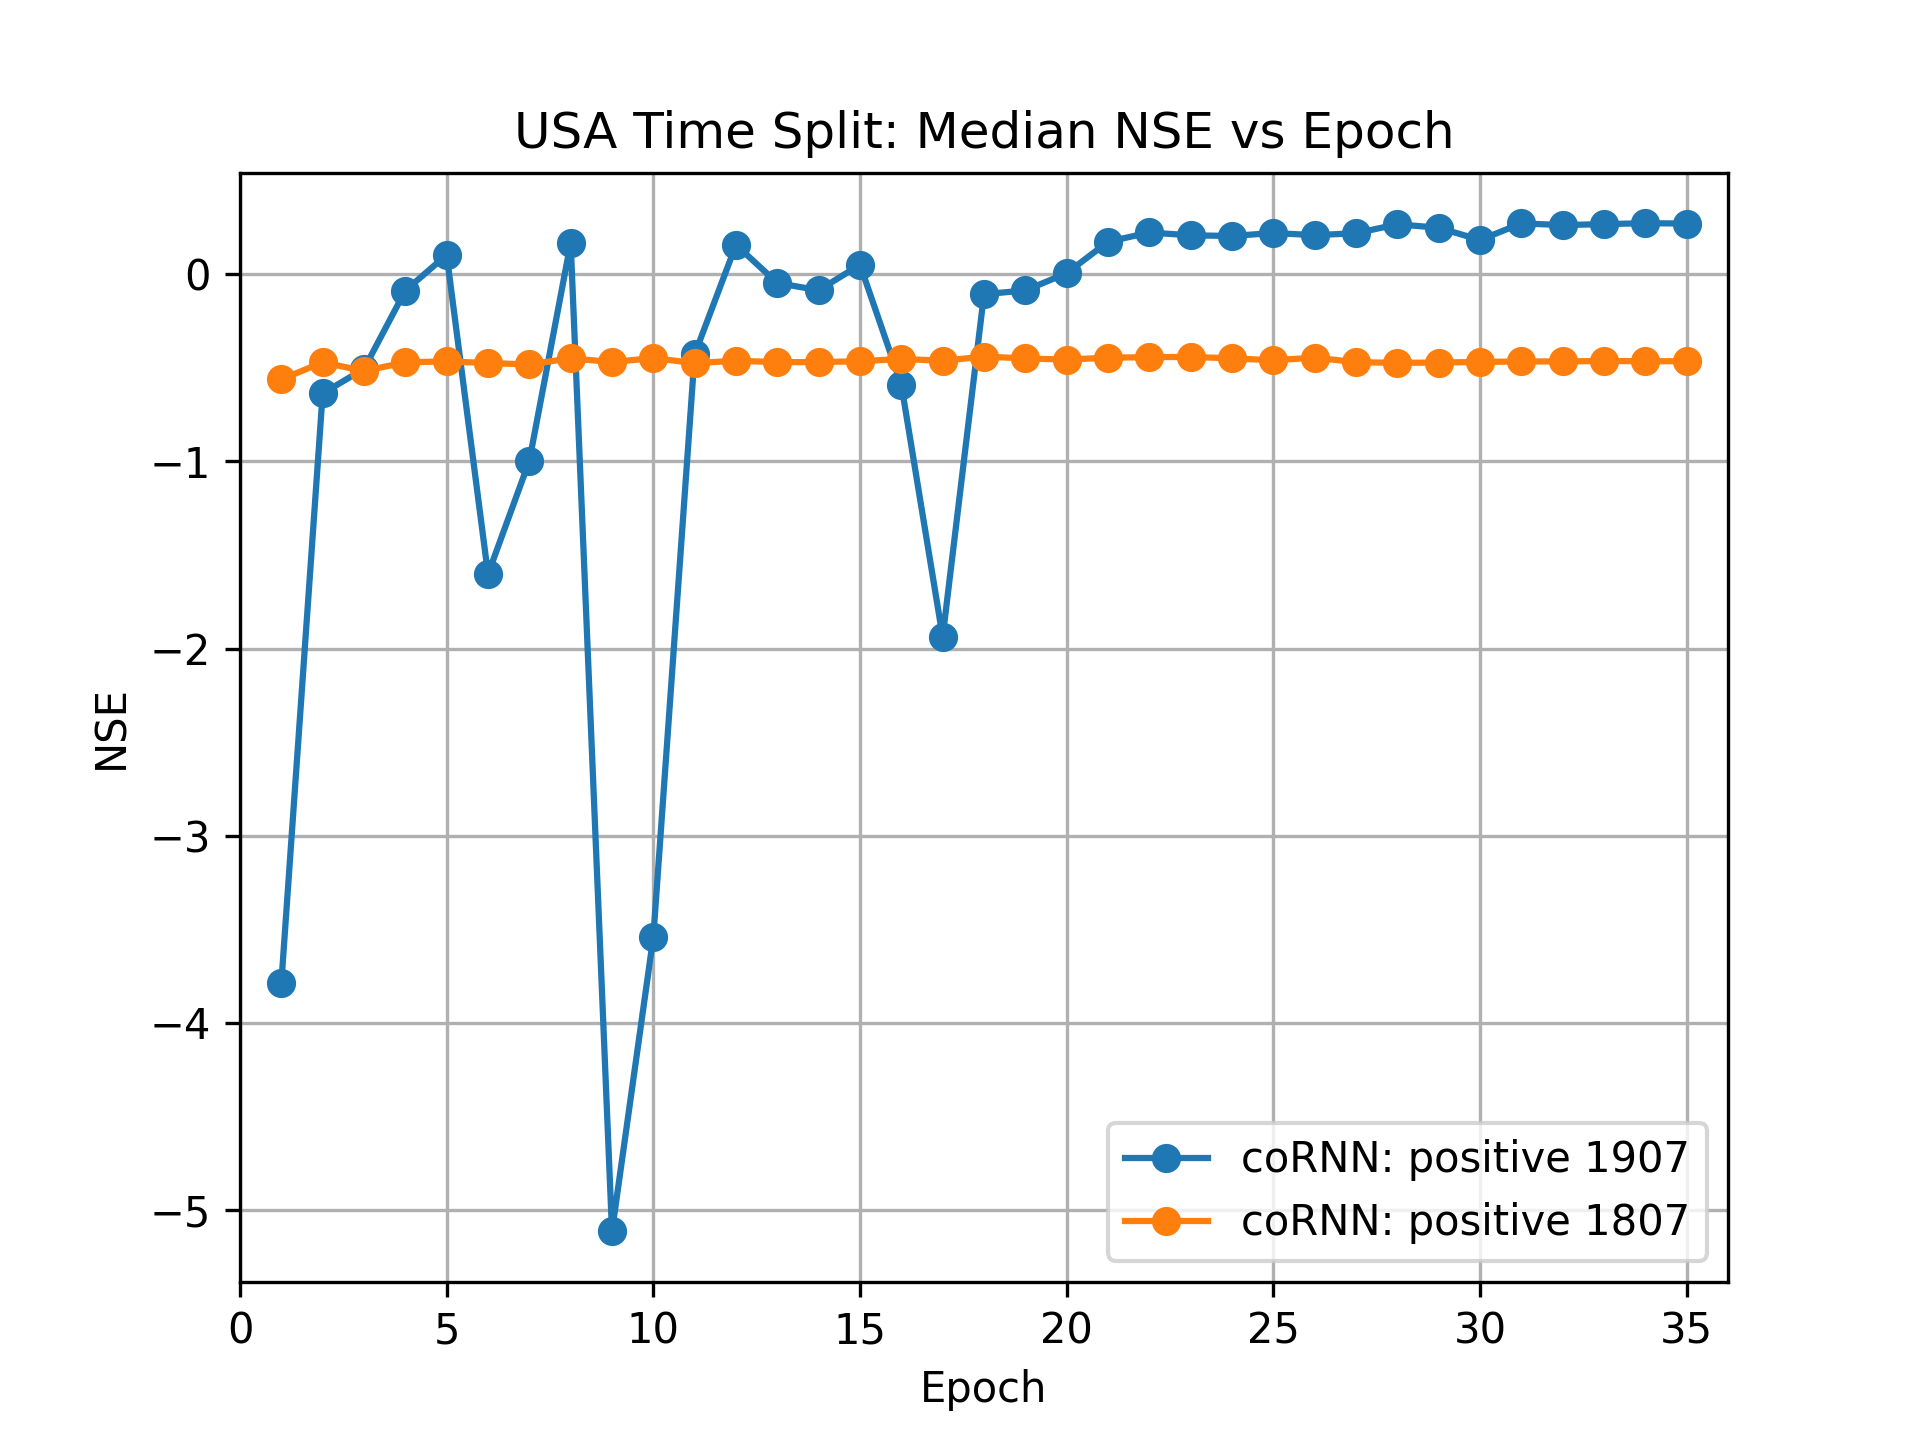 USA Time Split: Median NSE vs Epoch
NSE
0
−1
−2
−3
−4
−5
0 5 10 15 20 25 30 35
Epoch
coRNN: positive 1907
coRNN: positive 1807